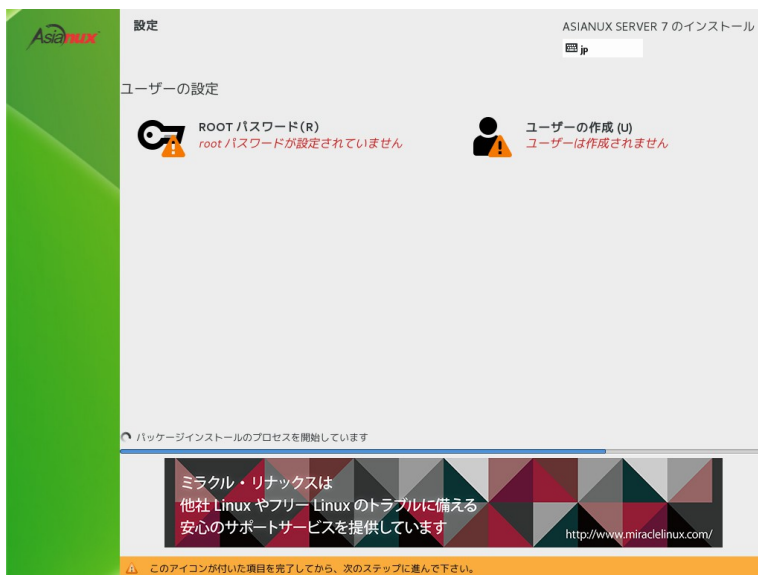 Asianux
設定
ASIANUX SERVER 7 のインストール
jp
ユーザーの設定
ROOT パスワード(R)
root パスワードが設定されていません
ユーザーの作成 (U)
ユーザーは作成されません
パッケージインストールのプロセスを開始しています
ミラクル・リナックスは
他社 Linux やフリー Linux のトラブルに備える
安心のサポートサービスを提供しています
http://www.miraclelinux.com/
このアイコンが付いた項目を完了してから、次のステップに進んで下さい。